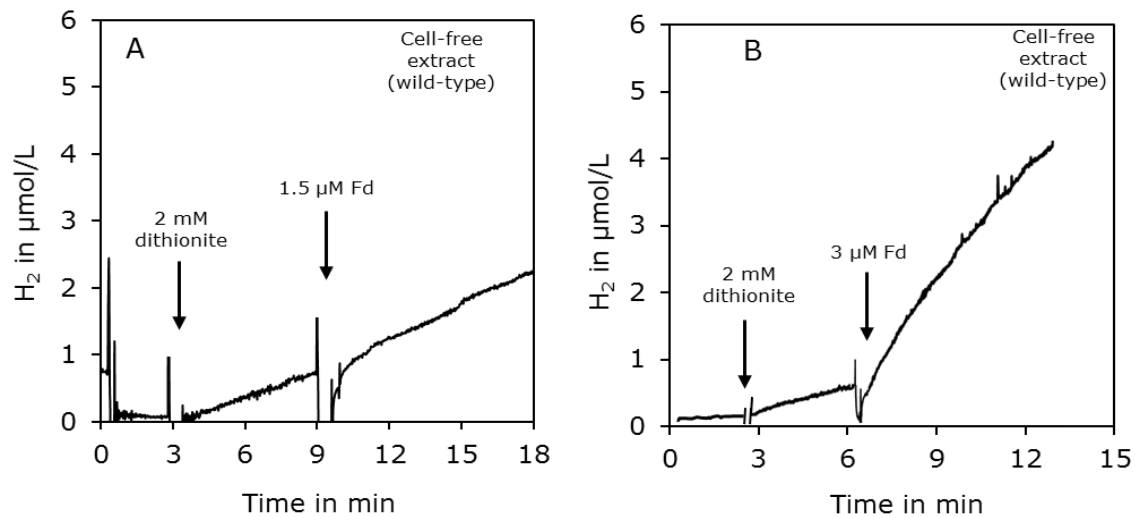 A
Cell-free
extract
(wild-type)
6
5
4
3
2
1
0
H₂ in µmol/L
2 mM
dithionite
1.5 µM Fd
0 3 6 9 12 15 18
Time in min
B
Cell-free
extract
(wild-type)
6
5
4
3
2
1
0
H₂ in µmol/L
2 mM
dithionite
3 µM Fd
0 3 6 9 12 15
Time in min